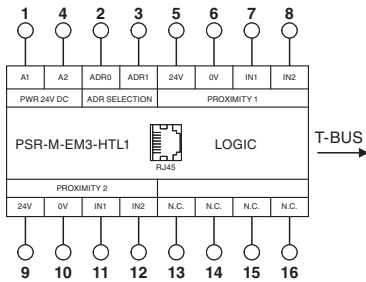 1 4 2 3 5 6 7 8
A1 A2 ADR0 ADR1 24V 0V IN1 IN2
PWR 24V DC ADR SELECTION PROXIMITY 1
PSR-M-EM3-HTL1 LOGIC T-BUS
RJ45
PROXIMITY 2
24V 0V IN1 IN2 N.C. N.C. N.C. N.C.
9 10 11 12 13 14 15 16